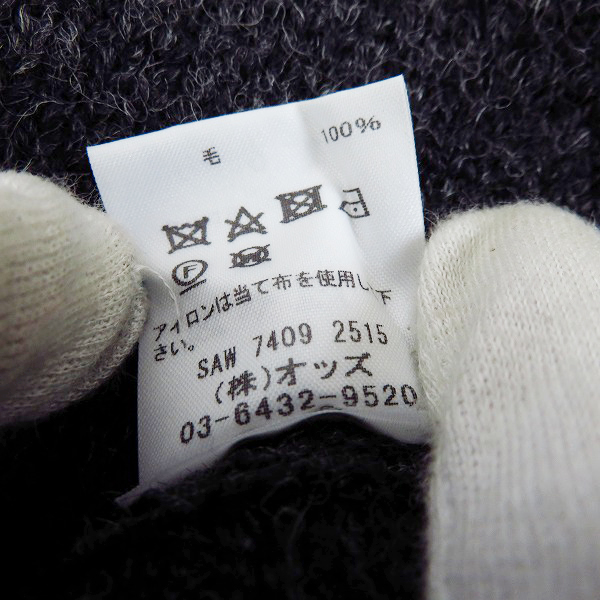 毛 100%
F
アイロンは当て布を使用し下
さい。
SAW 7409 2515
(株)オッズ
03-6432-9520